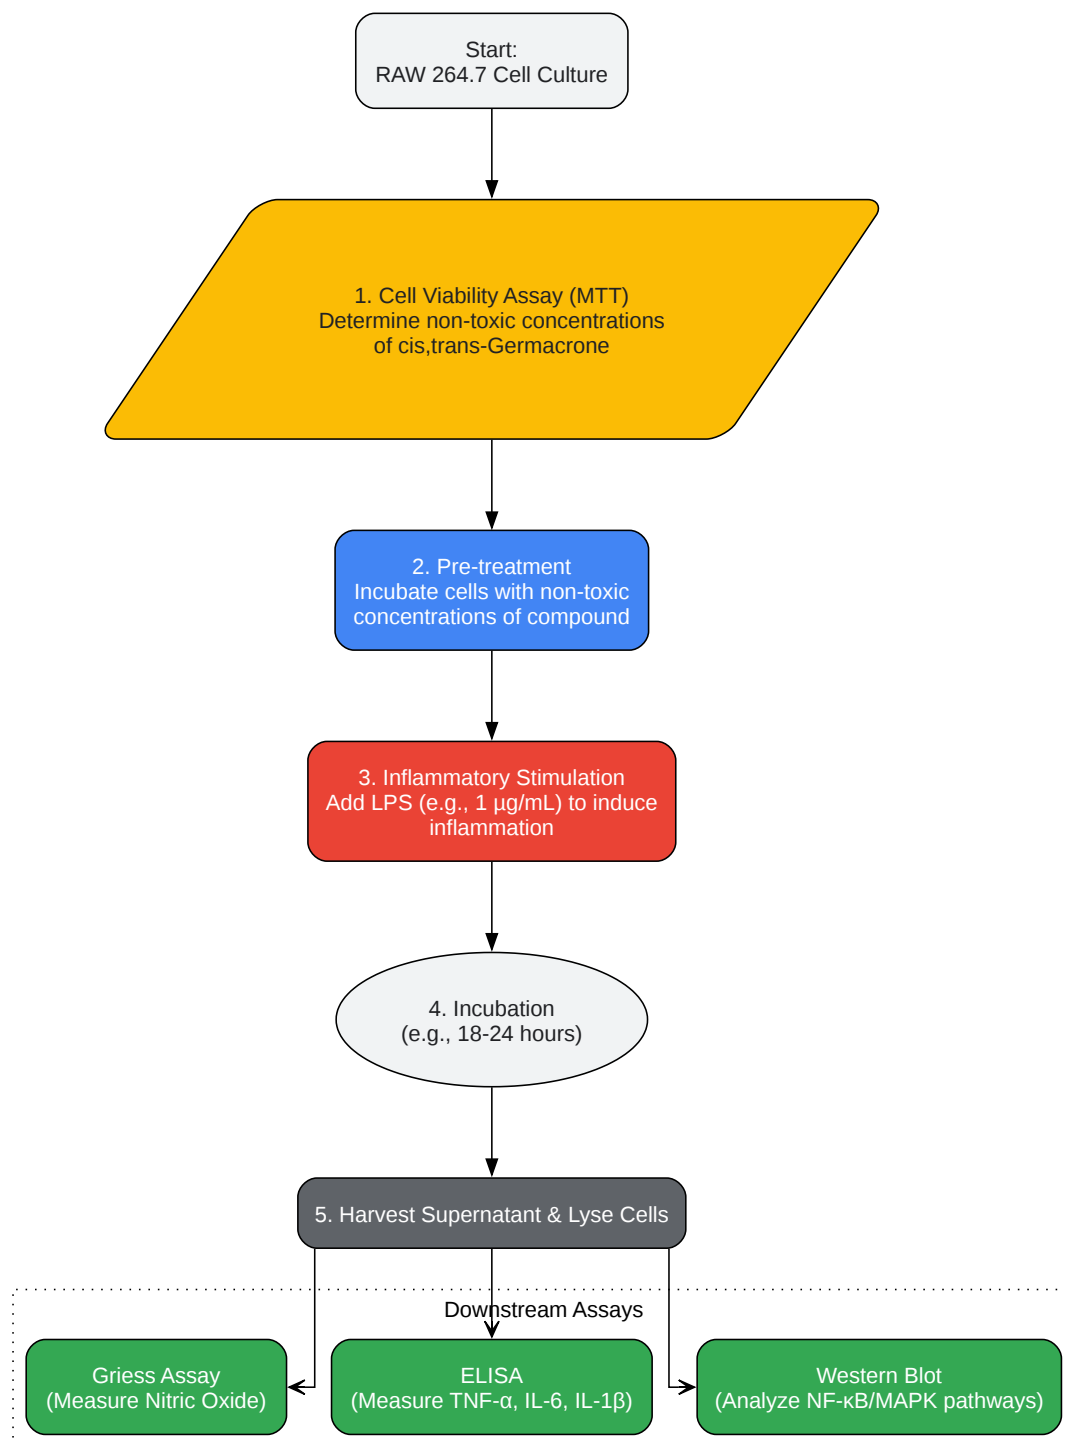 Start:
RAW 264.7 Cell Culture
1. Cell Viability Assay (MTT)
Determine non-toxic concentrations
of cis,trans-Germacrone
2. Pre-treatment
Incubate cells with non-toxic
concentrations of compound
3. Inflammatory Stimulation
Add LPS (e.g., 1 µg/mL) to induce
inflammation
4. Incubation
(e.g., 18-24 hours)
5. Harvest Supernatant & Lyse Cells
Downstream Assays
Griess Assay
(Measure Nitric Oxide)
ELISA
(Measure TNF-α, IL-6, IL-1β)
Western Blot
(Analyze NF-κB/MAPK pathways)